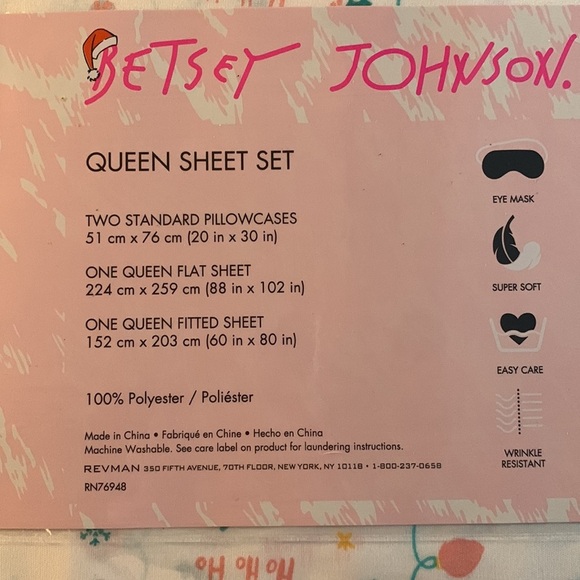 BETSEY JOHNSON.
QUEEN SHEET SET
TWO STANDARD PILLOWCASES
51 cm x 76 cm (20 in x 30 in)
ONE QUEEN FLAT SHEET
224 cm x 259 cm (88 in x 102 in)
ONE QUEEN FITTED SHEET
152 cm x 203 cm (60 in x 80 in)
100% Polyester / Poliéster
Made in China • Fabriqué en Chine • Hecho en China
Machine Washable. See care label on product for laundering instructions.
REVMAN 350 FIFTH AVENUE, 70TH FLOOR, NEW YORK, NY 10118 • 1-800-237-0658
RN76948
EYE MASK
SUPER SOFT
EASY CARE
WRINKLE
RESISTANT
Ho Ho Ho